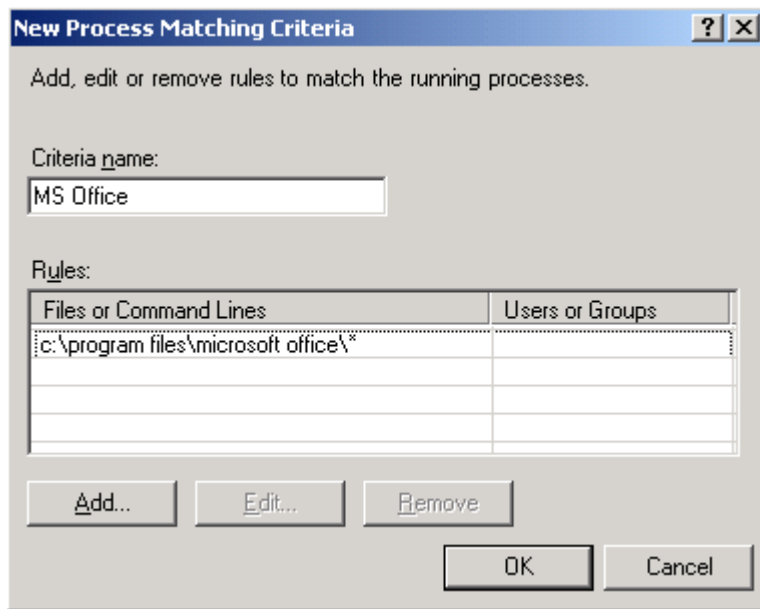 New Process Matching Criteria
Add, edit or remove rules to match the running processes.
Criteria name:
MS Office
Rules:
Files or Command Lines Users or Groups
c:\program files\microsoft office\*
Add... Edit... Remove
OK Cancel